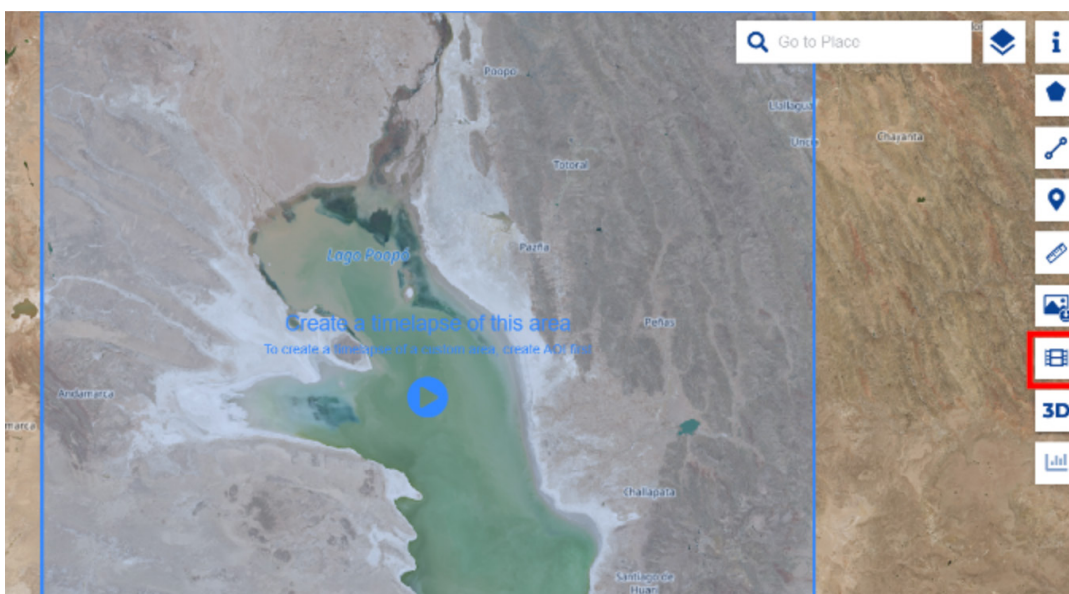 Go to Place
Poopo
Llallagua
Uncia
Chayanta
Totoral
Pazña
Lago Poopó
Create a timelapse of this area
To create a timelapse of a custom area, create AOI first
Peñas
Andamarca
marca
3D
Challapata
Santiago de
Huari